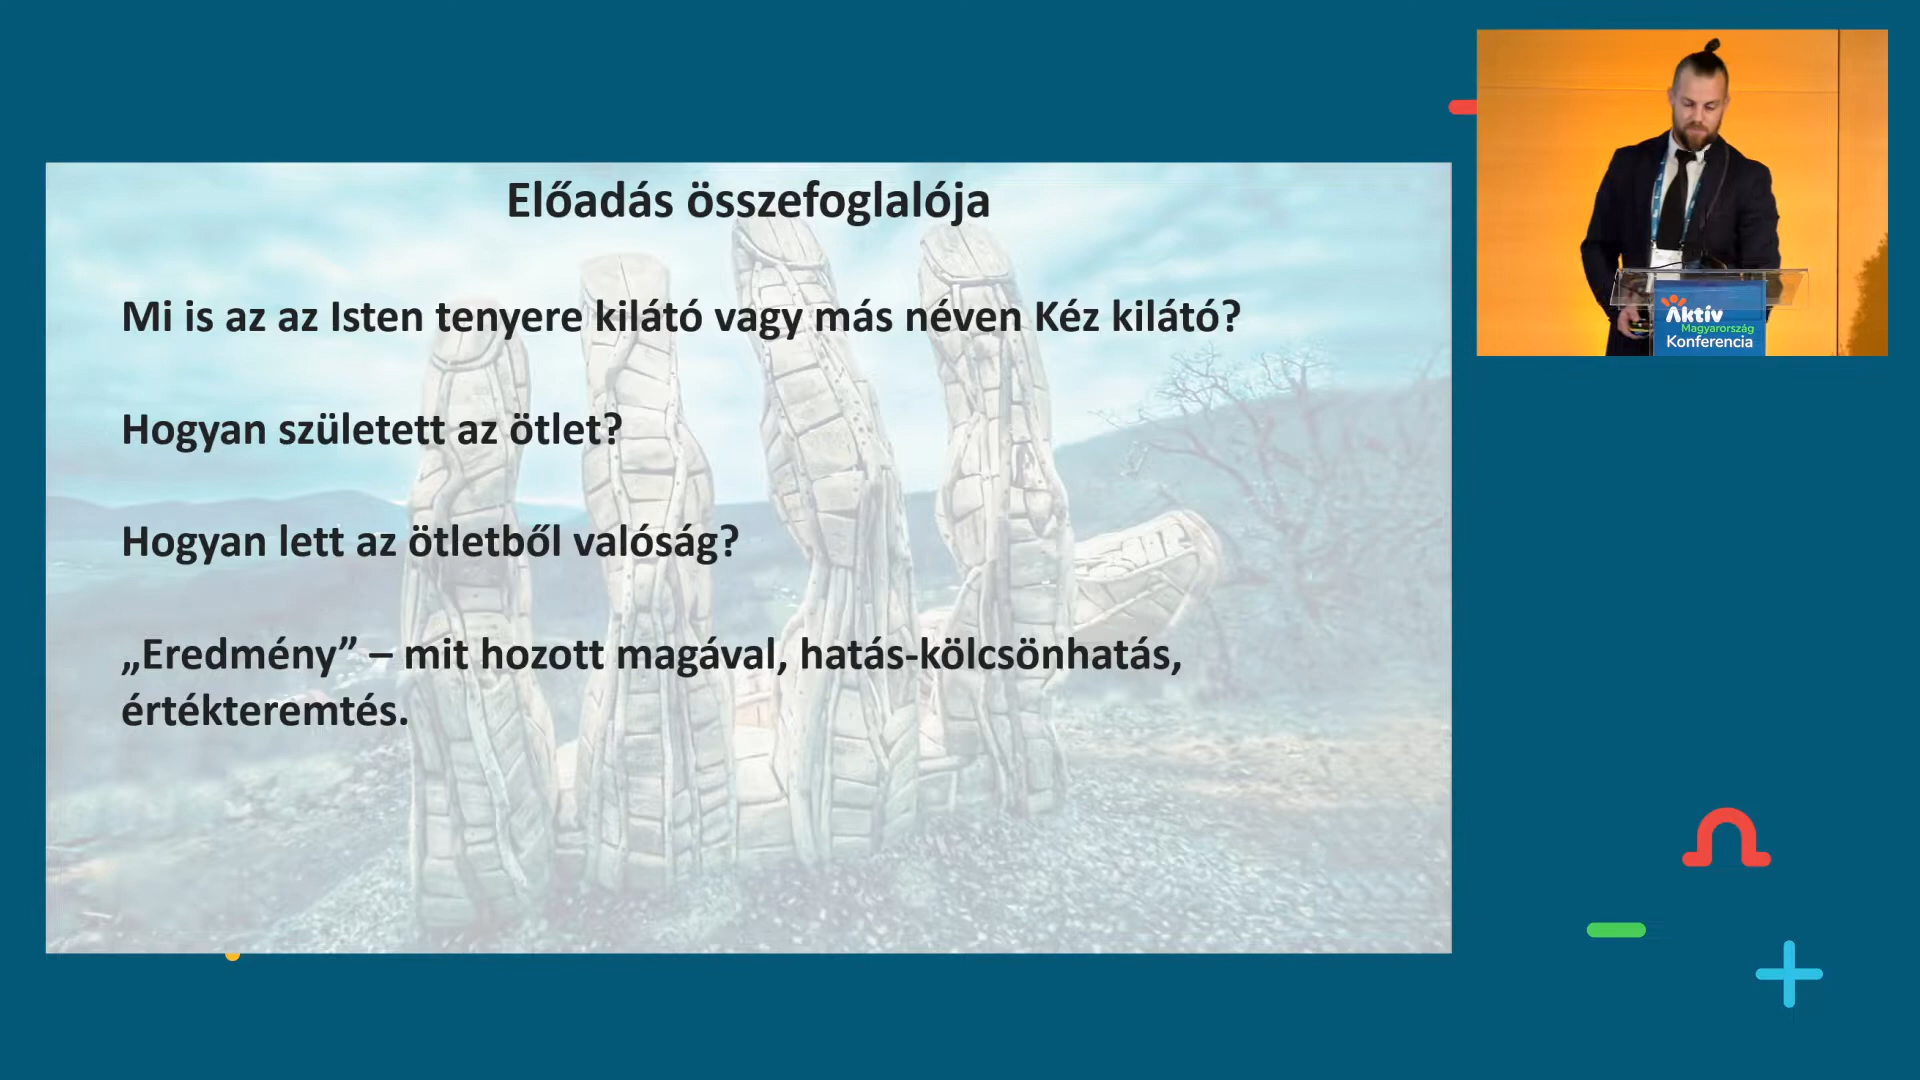 Előadás összefoglalója
Mi is az az Isten tenyere kilátó vagy más néven Kéz kilátó?
Hogyan született az ötlet?
Hogyan lett az ötletből valóság?
„Eredmény” – mit hozott magával, hatás-kölcsönhatás,
értékteremtés.
Aktív
Magyarország
Konferencia